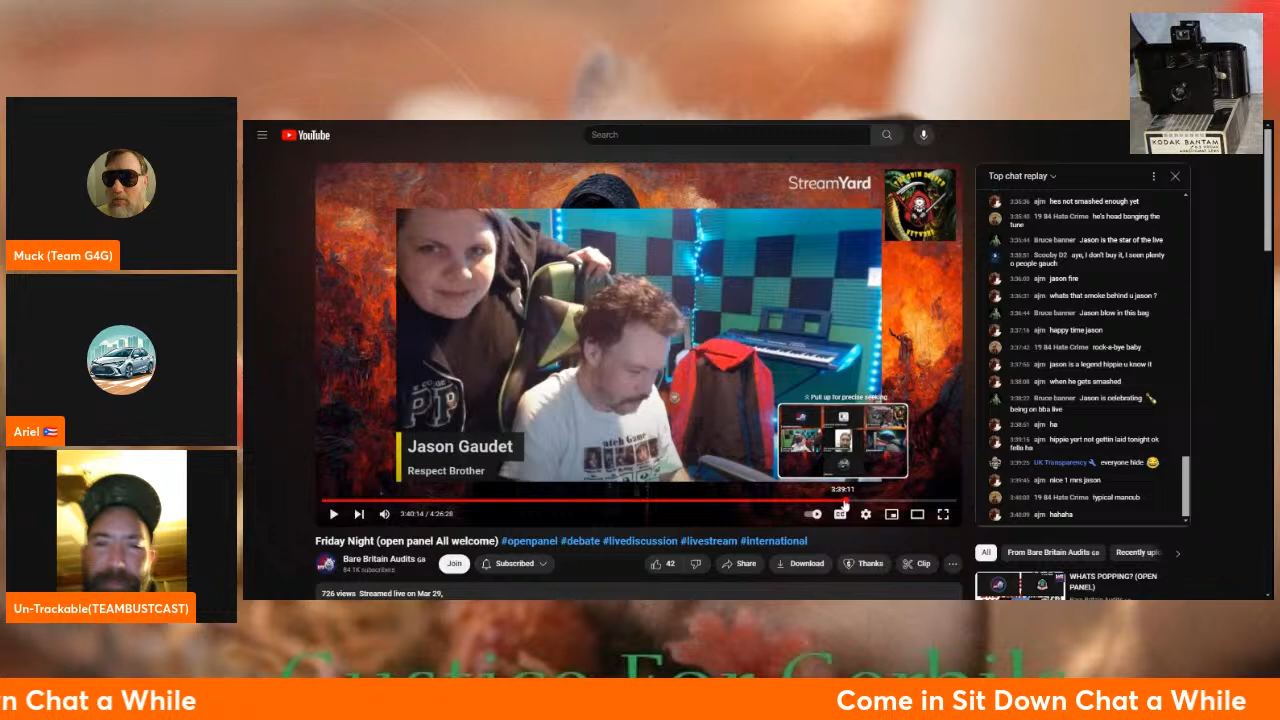 KODAK BANTAM
YouTube
Search
StreamYard
Top chat replay
3:35:36 ajm hes not smashed enough yet
3:35:40 19 84 Hate Crime he's head banging the
tune
3:35:44 Bruce banner Jason is the star of the live
3:35:51 Scooby D2 aye, I don't buy it, I seen plenty
o people gauch
3:36:03 ajm jason fire
3:36:31 ajm whats that smoke behind u jason ?
3:36:44 Bruce banner Jason blow in this bag
3:37:16 ajm happy time jason
3:37:42 19 84 Hate Crime rock-a-bye baby
3:37:55 ajm jason is a legend hippie u know it
3:38:08 ajm when he gets smashed
3:38:22 Bruce banner Jason is celebrating
being on bba live
3:38:51 ajm ha
3:39:16 ajm hippie yert not gettin laid tonight ok
fella ha
3:39:25 UK Transparency everyone hide
3:39:45 ajm nice 1 mrs jason
3:40:03 19 84 Hate Crime typical mancub
3:40:09 ajm hahaha
Muck (Team G4G)
Ariel
Un-Trackable(TEAMBUSTCAST)
Pull up for precise seeking
Jason Gaudet
Respect Brother
3:39:11
3:40:14 / 4:26:28
Friday Night (open panel All welcome) #openpanel #debate #livediscussion #livestream #international
Bare Britain Audits GB
84.1K subscribers
Join
Subscribed
42
Share
Download
Thanks
Clip
All
From Bare Britain Audits GB
Recently uplo
WHATS POPPING? (OPEN
PANEL)
726 views Streamed live on Mar 29,
n Chat a While
Come in Sit Down Chat a While